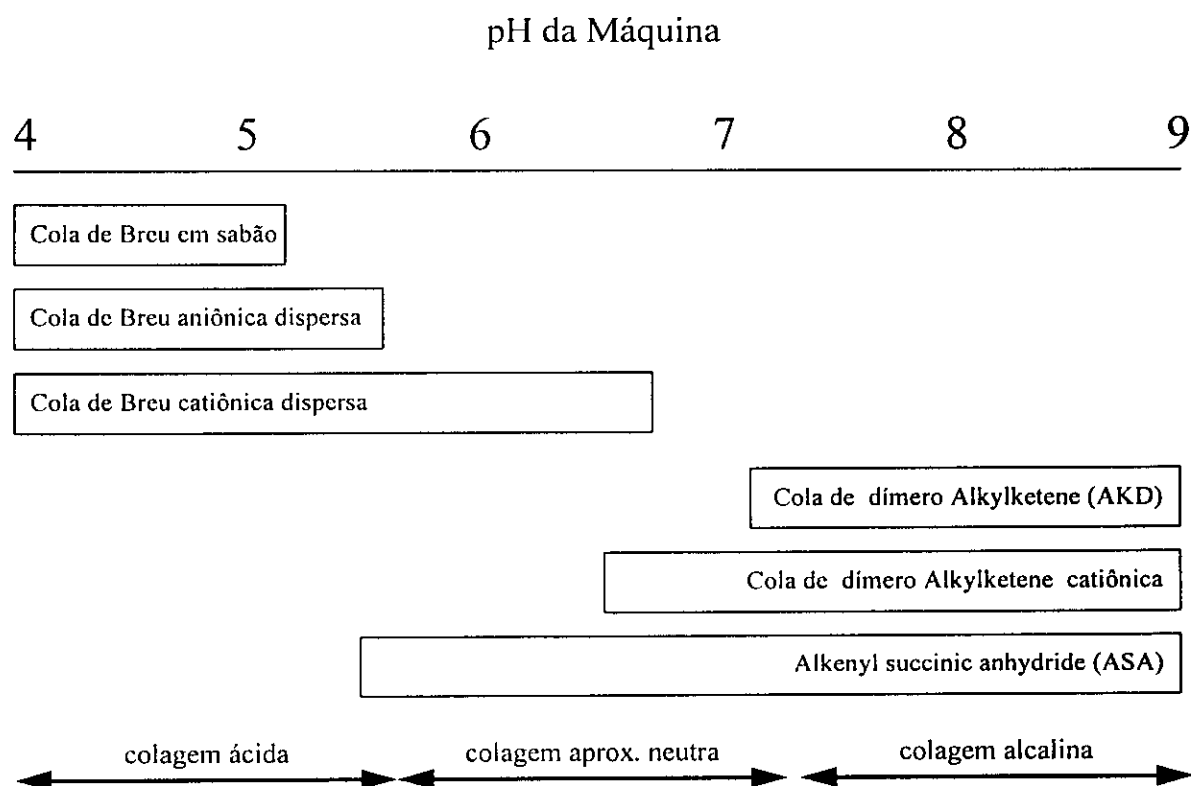 pH da Máquina
4 5 6 7 8 9
Cola de Breu em sabão
Cola de Breu aniônica dispersa
Cola de Breu catiônica dispersa
Cola de dímero Alkylketene (AKD)
Cola de dímero Alkylketene catiônica
Alkenyl succinic anhydride (ASA)
colagem ácida colagem aprox. neutra colagem alcalina